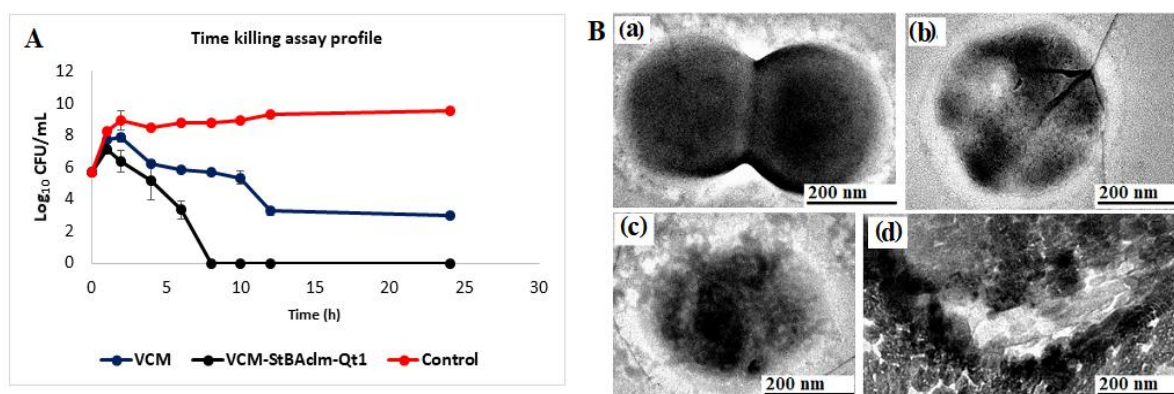 A
Time killing assay profile
Log₁₀ CFU/mL
12
10
8
6
4
2
0
0 5 10 15 20 25 30
Time (h)
VCM VCM-StBAclm-Qt1 Control
B
(a)
200 nm
(b)
200 nm
(c)
200 nm
(d)
200 nm